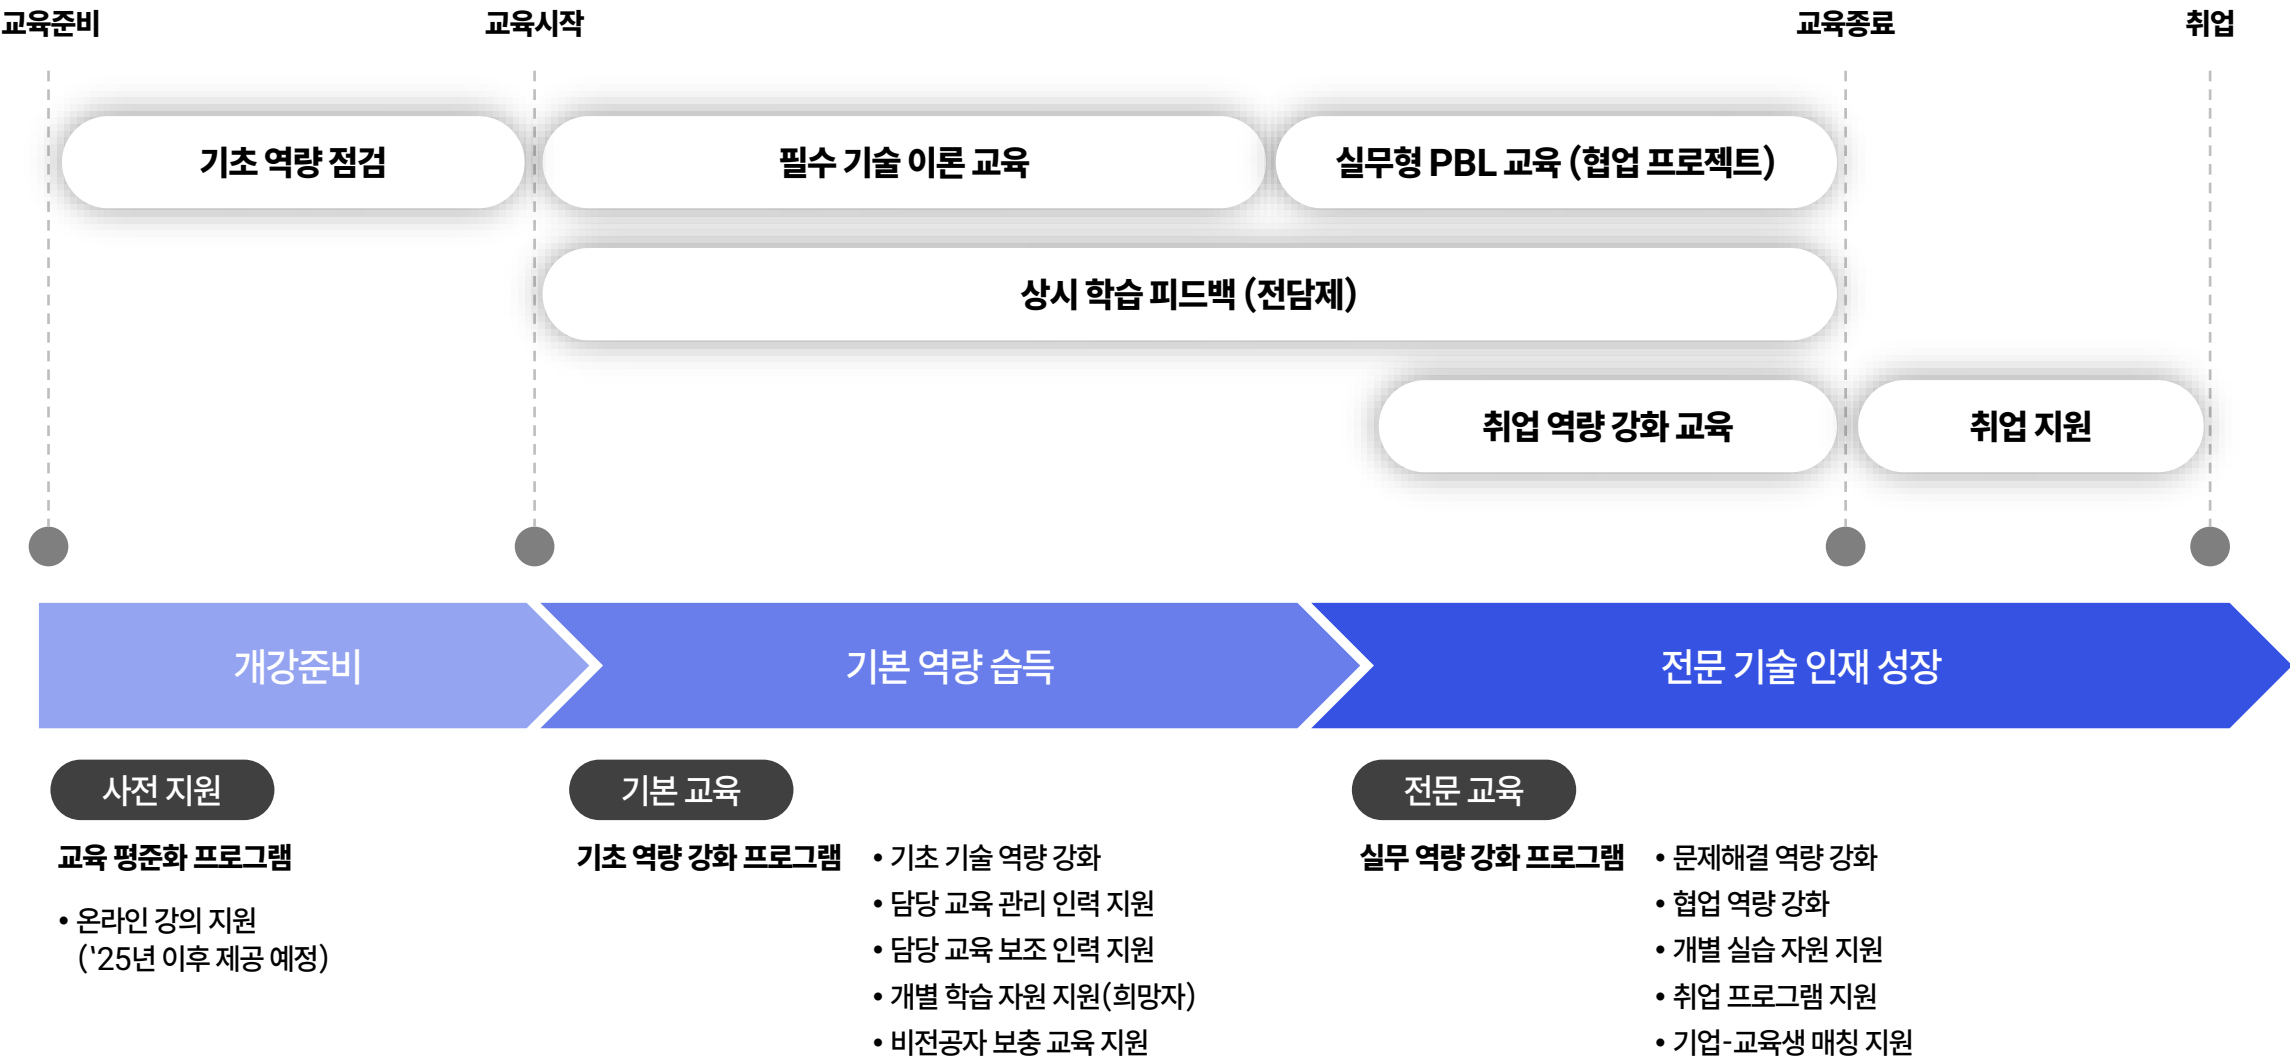 교육준비
교육시작
교육종료
취업
기초 역량 점검
필수 기술 이론 교육
실무형 PBL 교육 (협업 프로젝트)
상시 학습 피드백 (전담제)
취업 역량 강화 교육
취업 지원
개강준비
기본 역량 습득
전문 기술 인재 성장
사전 지원
교육 평준화 프로그램
• 온라인 강의 지원
(‘25년 이후 제공 예정)
기본 교육
기초 역량 강화 프로그램
• 기초 기술 역량 강화
• 담당 교육 관리 인력 지원
• 담당 교육 보조 인력 지원
• 개별 학습 자원 지원(희망자)
• 비전공자 보충 교육 지원
전문 교육
실무 역량 강화 프로그램
• 문제해결 역량 강화
• 협업 역량 강화
• 개별 실습 자원 지원
• 취업 프로그램 지원
• 기업-교육생 매칭 지원